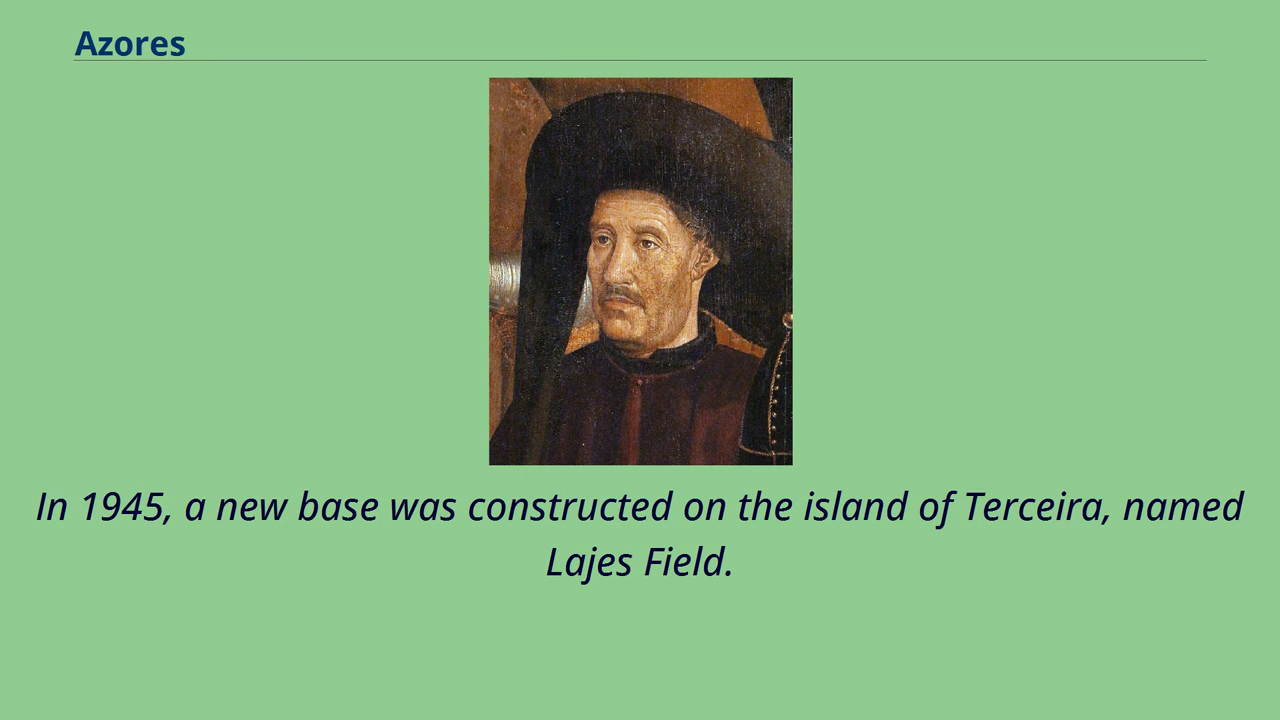 Azores
In 1945, a new base was constructed on the island of Terceira, named
Lajes Field.